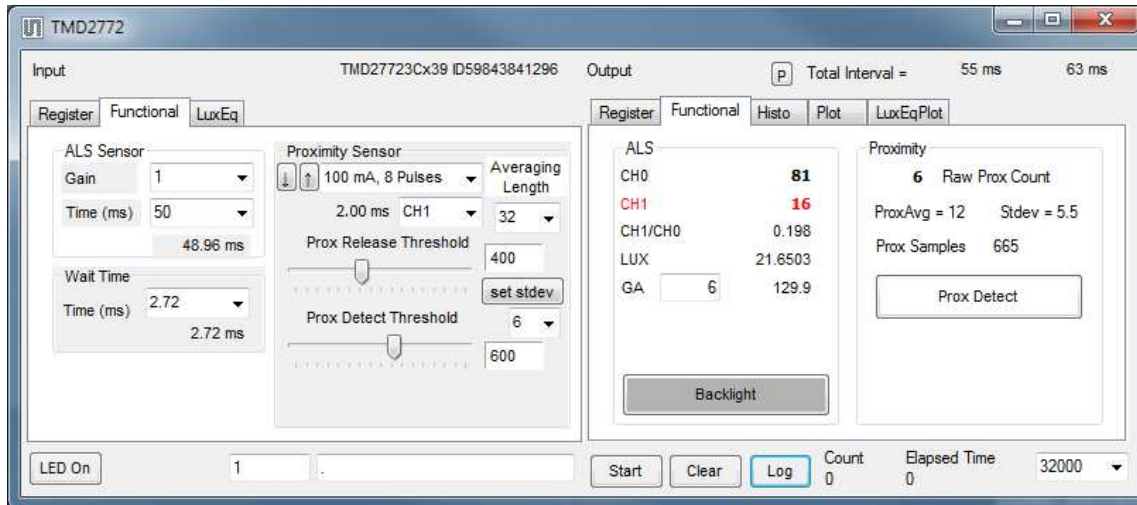 TMD2772
Input TMD27723Cx39 ID59843841296 Output P Total Interval = 55 ms 63 ms
Register Functional LuxEq
ALS Sensor
Gain 1
Time (ms) 50
48.96 ms
Wait Time
Time (ms) 2.72
2.72 ms
Proximity Sensor
↓ ↑ 100 mA, 8 Pulses
Averaging
Length
2.00 ms CH1 32
Prox Release Threshold
400
set stdev
Prox Detect Threshold
6
600
Register Functional Histo Plot LuxEqPlot
ALS
CH0 81
CH1 16
CH1/CH0 0.198
LUX 21.6503
GA 6 129.9
Backlight
Proximity
6 Raw Prox Count
ProxAvg = 12 Stdev = 5.5
Prox Samples 665
Prox Detect
LED On 1 .
Start Clear Log
Count
0
Elapsed Time
0
32000